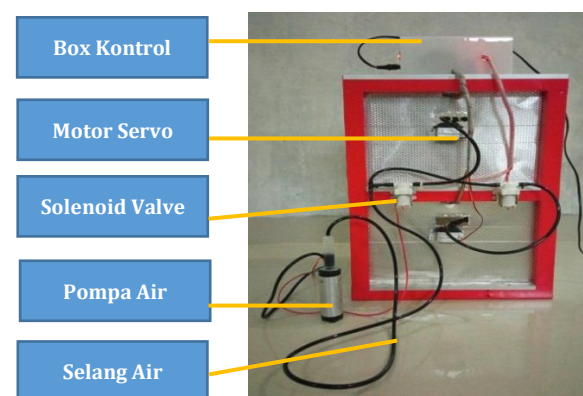 Box Kontrol
Motor Servo
Solenoid Valve
Pompa Air
Selang Air